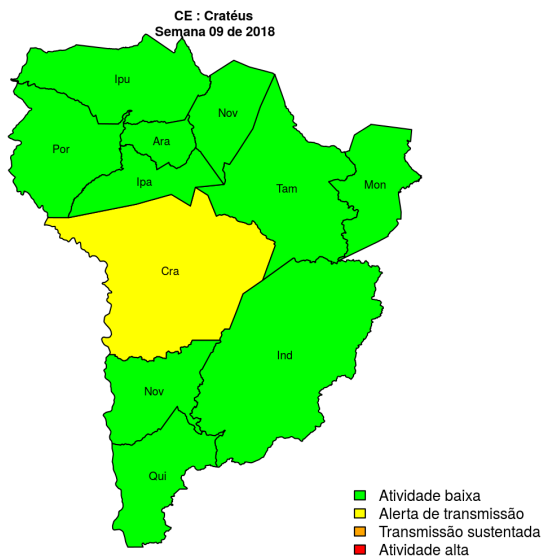 CE : Cratéus
Semana 09 de 2018
Ipu
Nov
Ara
Por
Ipa
Tam
Mon
Cra
Ind
Nov
Qui
Atividade baixa
Alerta de transmissão
Transmissão sustentada
Atividade alta